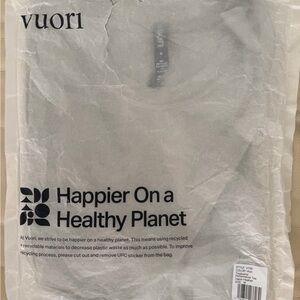 vuori
Happier On a
Healthy Planet
At Vuori, we strive to be happier on a healthy planet. This means using recycled
& recyclable materials to decrease plastic waste as much as possible. To improve
recycling process, please cut out and remove UPC sticker from the bag.